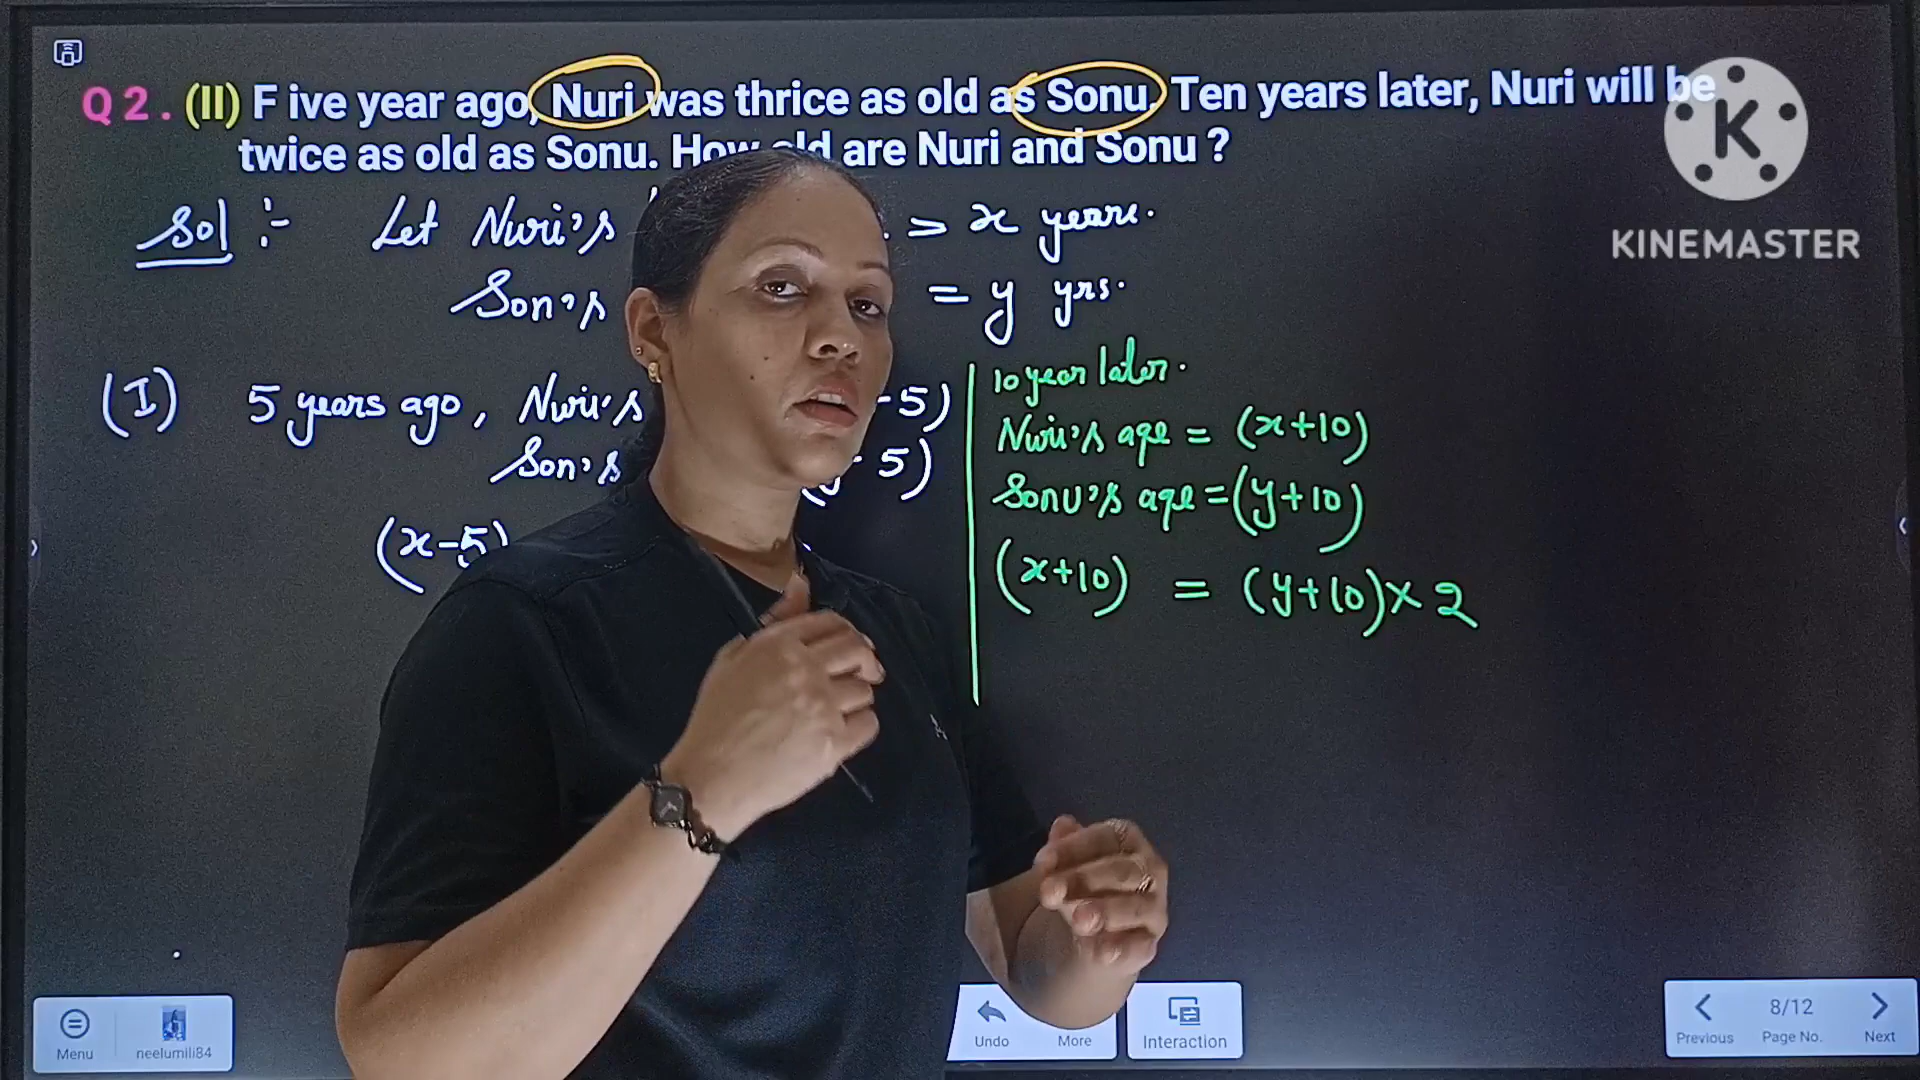 Q 2 . (II) F ive year ago, Nuri was thrice as old as Sonu. Ten years later, Nuri will be
twice as old as Sonu. How old are Nuri and Sonu ?
K
KINEMASTER
Sol :- Let Nuri's = x years.
Son's = y yrs.
(I) 5 years ago, Nuri's -5)
Son's (y-5)
(x-5)
10 year later.
Nuri's age = (x+10)
Sonu's age = (y+10)
(x+10) = (y+10)× 2
Menu
neelumili84
Undo
More
Interaction
Previous
8/12
Page No.
Next